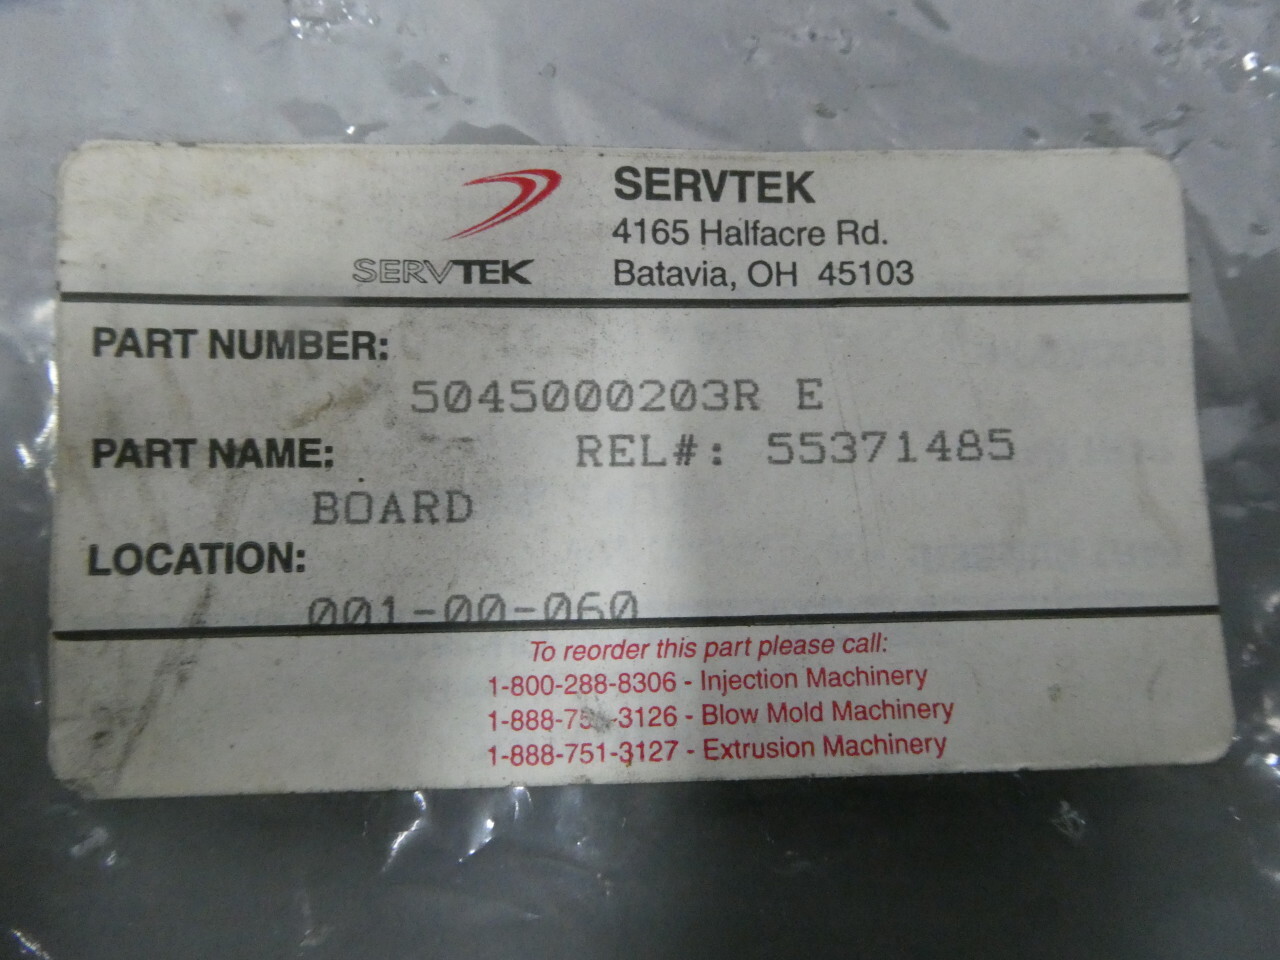 SERVTEK
4165 Halfacre Rd.
SERVTEK
Batavia, OH 45103
PART NUMBER:
5045000203R E
PART NAME:
REL#: 55371485
BOARD
LOCATION:
001-00-060
To reorder this part please call:
1-800-288-8306 - Injection Machinery
- Blow Mold Machinery
1-888-751-3127 - Extrusion Machinery